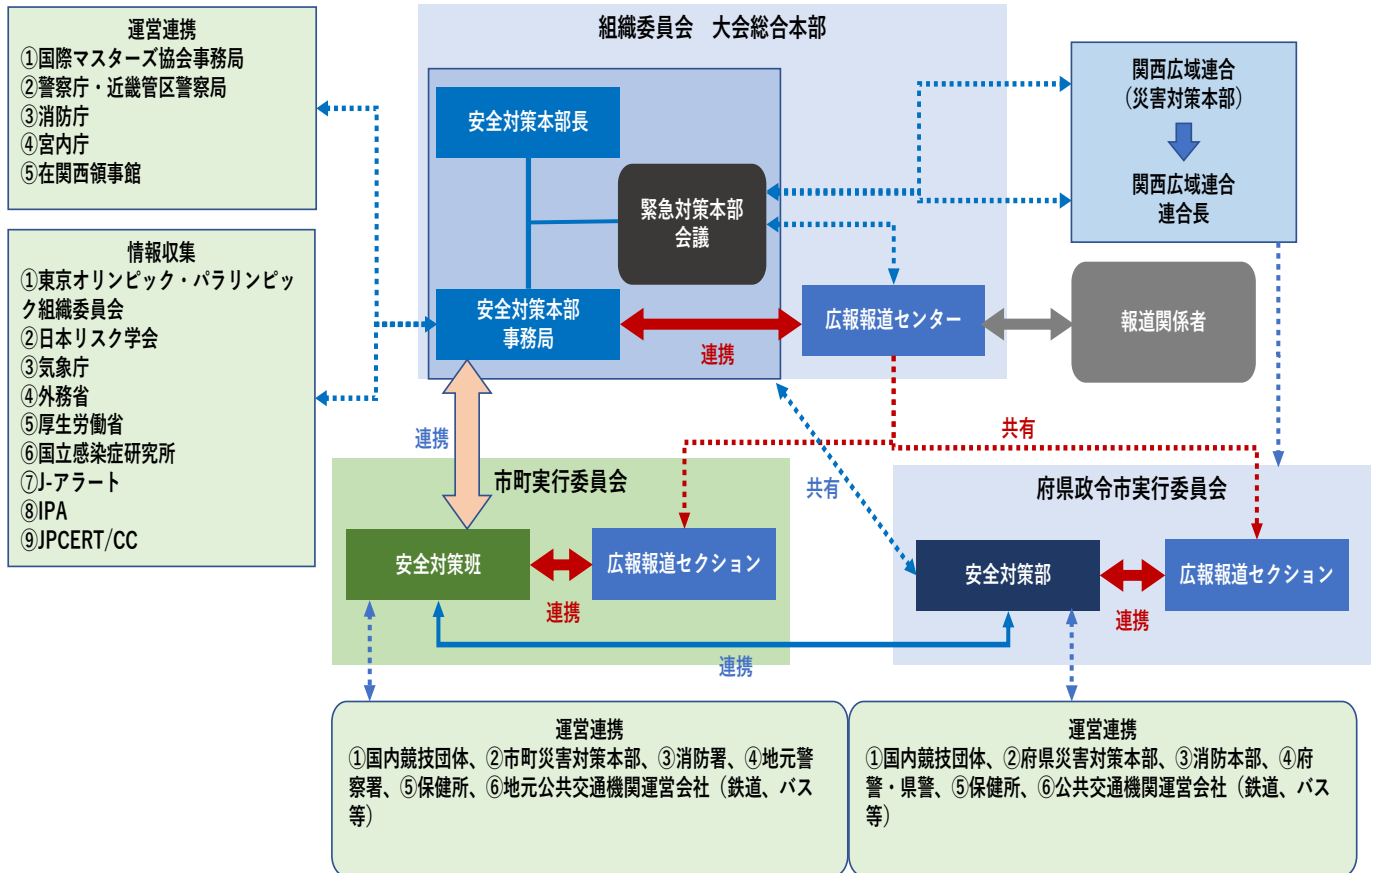 運営連携
①国際マスターズ協会事務局
②警察庁・近畿管区警察局
③消防庁
④宮内庁
⑤在関西領事館
情報収集
①東京オリンピック・パラリンピッ
ク組織委員会
②日本リスク学会
③気象庁
④外務省
⑤厚生労働省
⑥国立感染症研究所
⑦J-アラート
⑧IPA
⑨JPCERT/CC
組織委員会　大会総合本部
安全対策本部長
緊急対策本部
会議
安全対策本部
事務局
連携
広報報道センター
関西広域連合
（災害対策本部）
関西広域連合
連合長
報道関係者
連携
共有
共有
市町実行委員会
安全対策班
連携
広報報道セクション
府県政令市実行委員会
安全対策部
連携
広報報道セクション
連携
運営連携
①国内競技団体、②市町災害対策本部、③消防署、④地元警
察署、⑤保健所、⑥地元公共交通機関運営会社（鉄道、バス
等）
運営連携
①国内競技団体、②府県災害対策本部、③消防本部、④府
警・県警、⑤保健所、⑥公共交通機関運営会社（鉄道、バス
等）